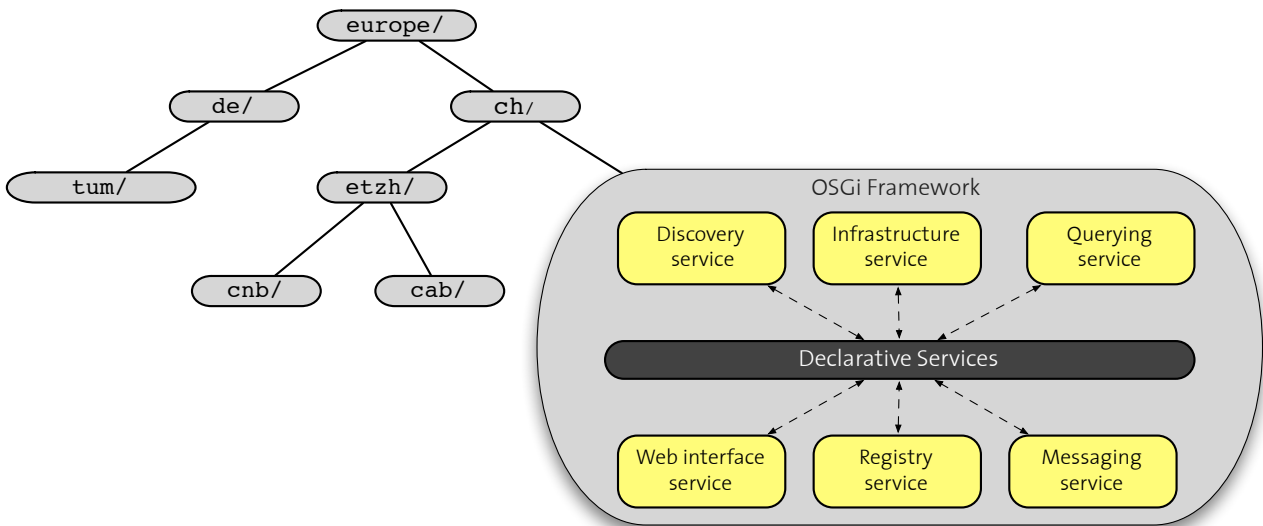 europe/
de/
ch/
tum/
etzh/
cnb/
cab/
OSGi Framework
Discovery
service
Infrastructure
service
Querying
service
Declarative Services
Web interface
service
Registry
service
Messaging
service